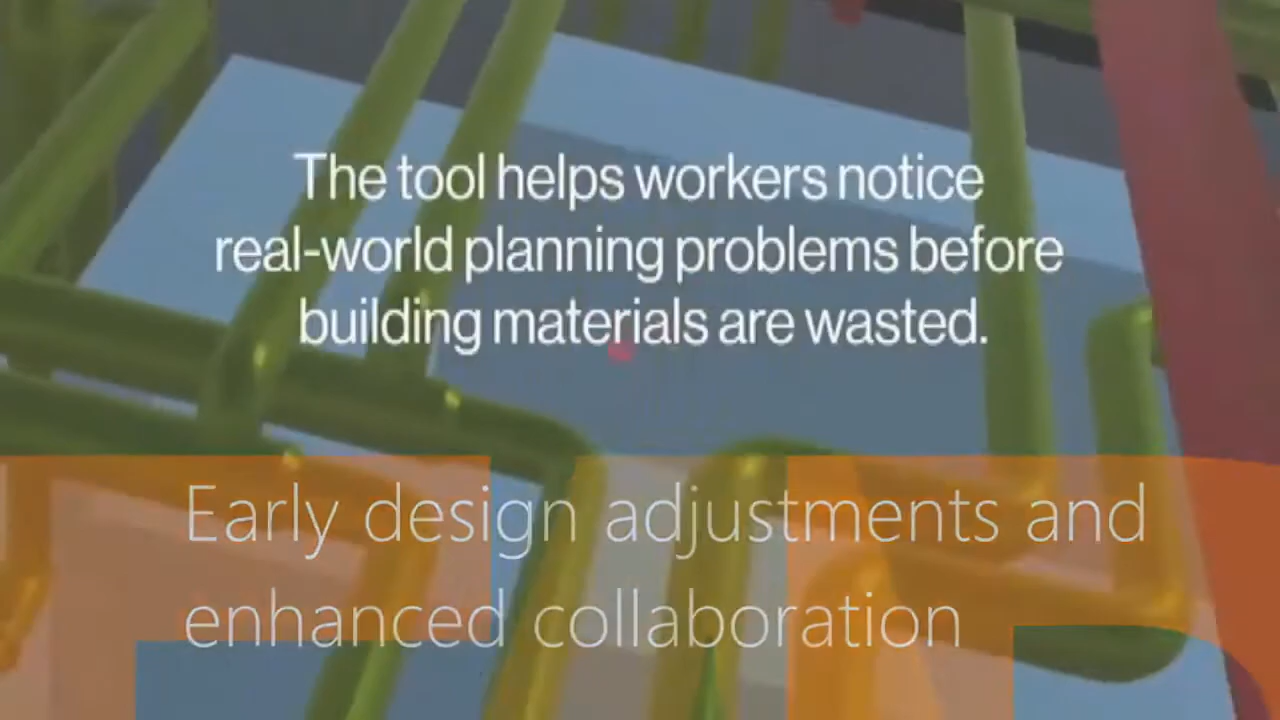 The tool helps workers notice
real-world planning problems before
building materials are wasted.
Early design adjustments and
enhanced collaboration